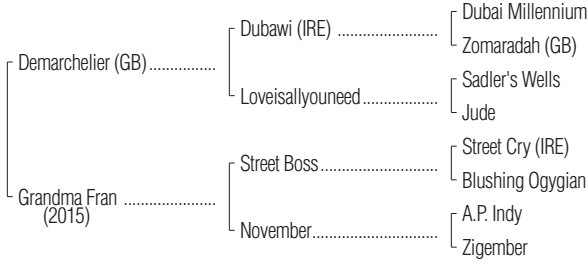 Demarchelier (GB)
Dubawi (IRE)
Dubai Millennium
Zomaradah (GB)
Loveisallyouneed
Sadler's Wells
Jude
Grandma Fran
(2015)
Street Boss
Street Cry (IRE)
Blushing Ogygian
November
A.P. Indy
Zigember